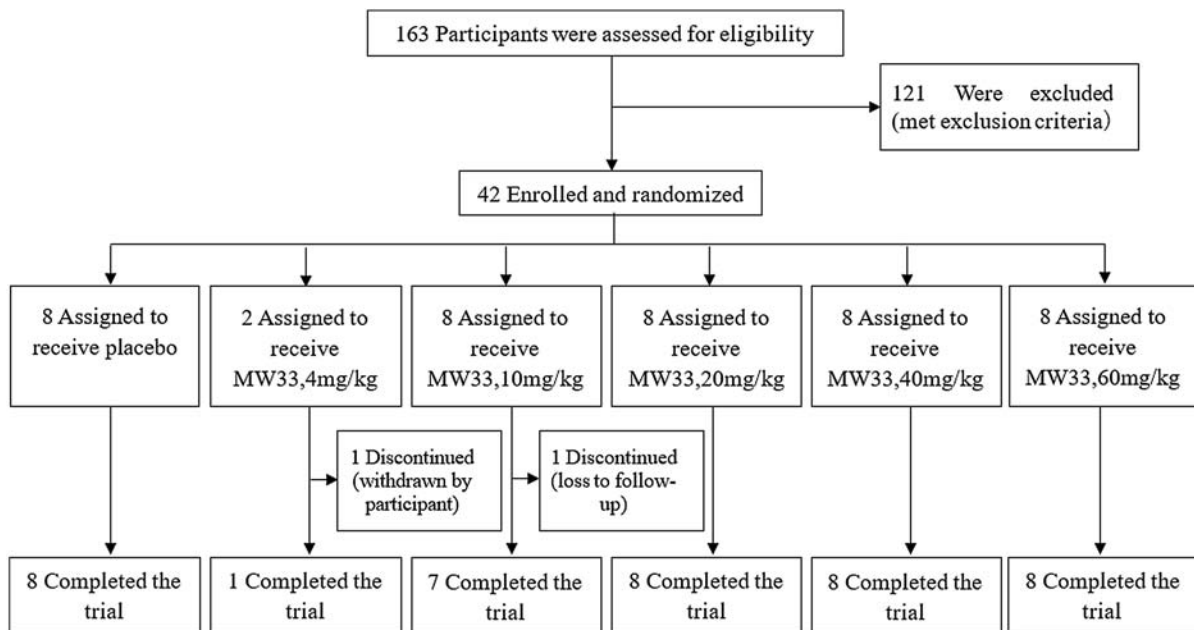 163 Participants were assessed for eligibility
121 Were excluded
(met exclusion criteria)
42 Enrolled and randomized
8 Assigned to
receive placebo
2 Assigned to
receive
MW33,4mg/kg
8 Assigned to
receive
MW33,10mg/kg
8 Assigned to
receive
MW33,20mg/kg
8 Assigned to
receive
MW33,40mg/kg
8 Assigned to
receive
MW33,60mg/kg
1 Discontinued
(withdrawn by
participant)
1 Discontinued
(loss to follow-
up)
8 Completed the
trial
1 Completed the
trial
7 Completed the
trial
8 Completed the
trial
8 Completed the
trial
8 Completed the
trial